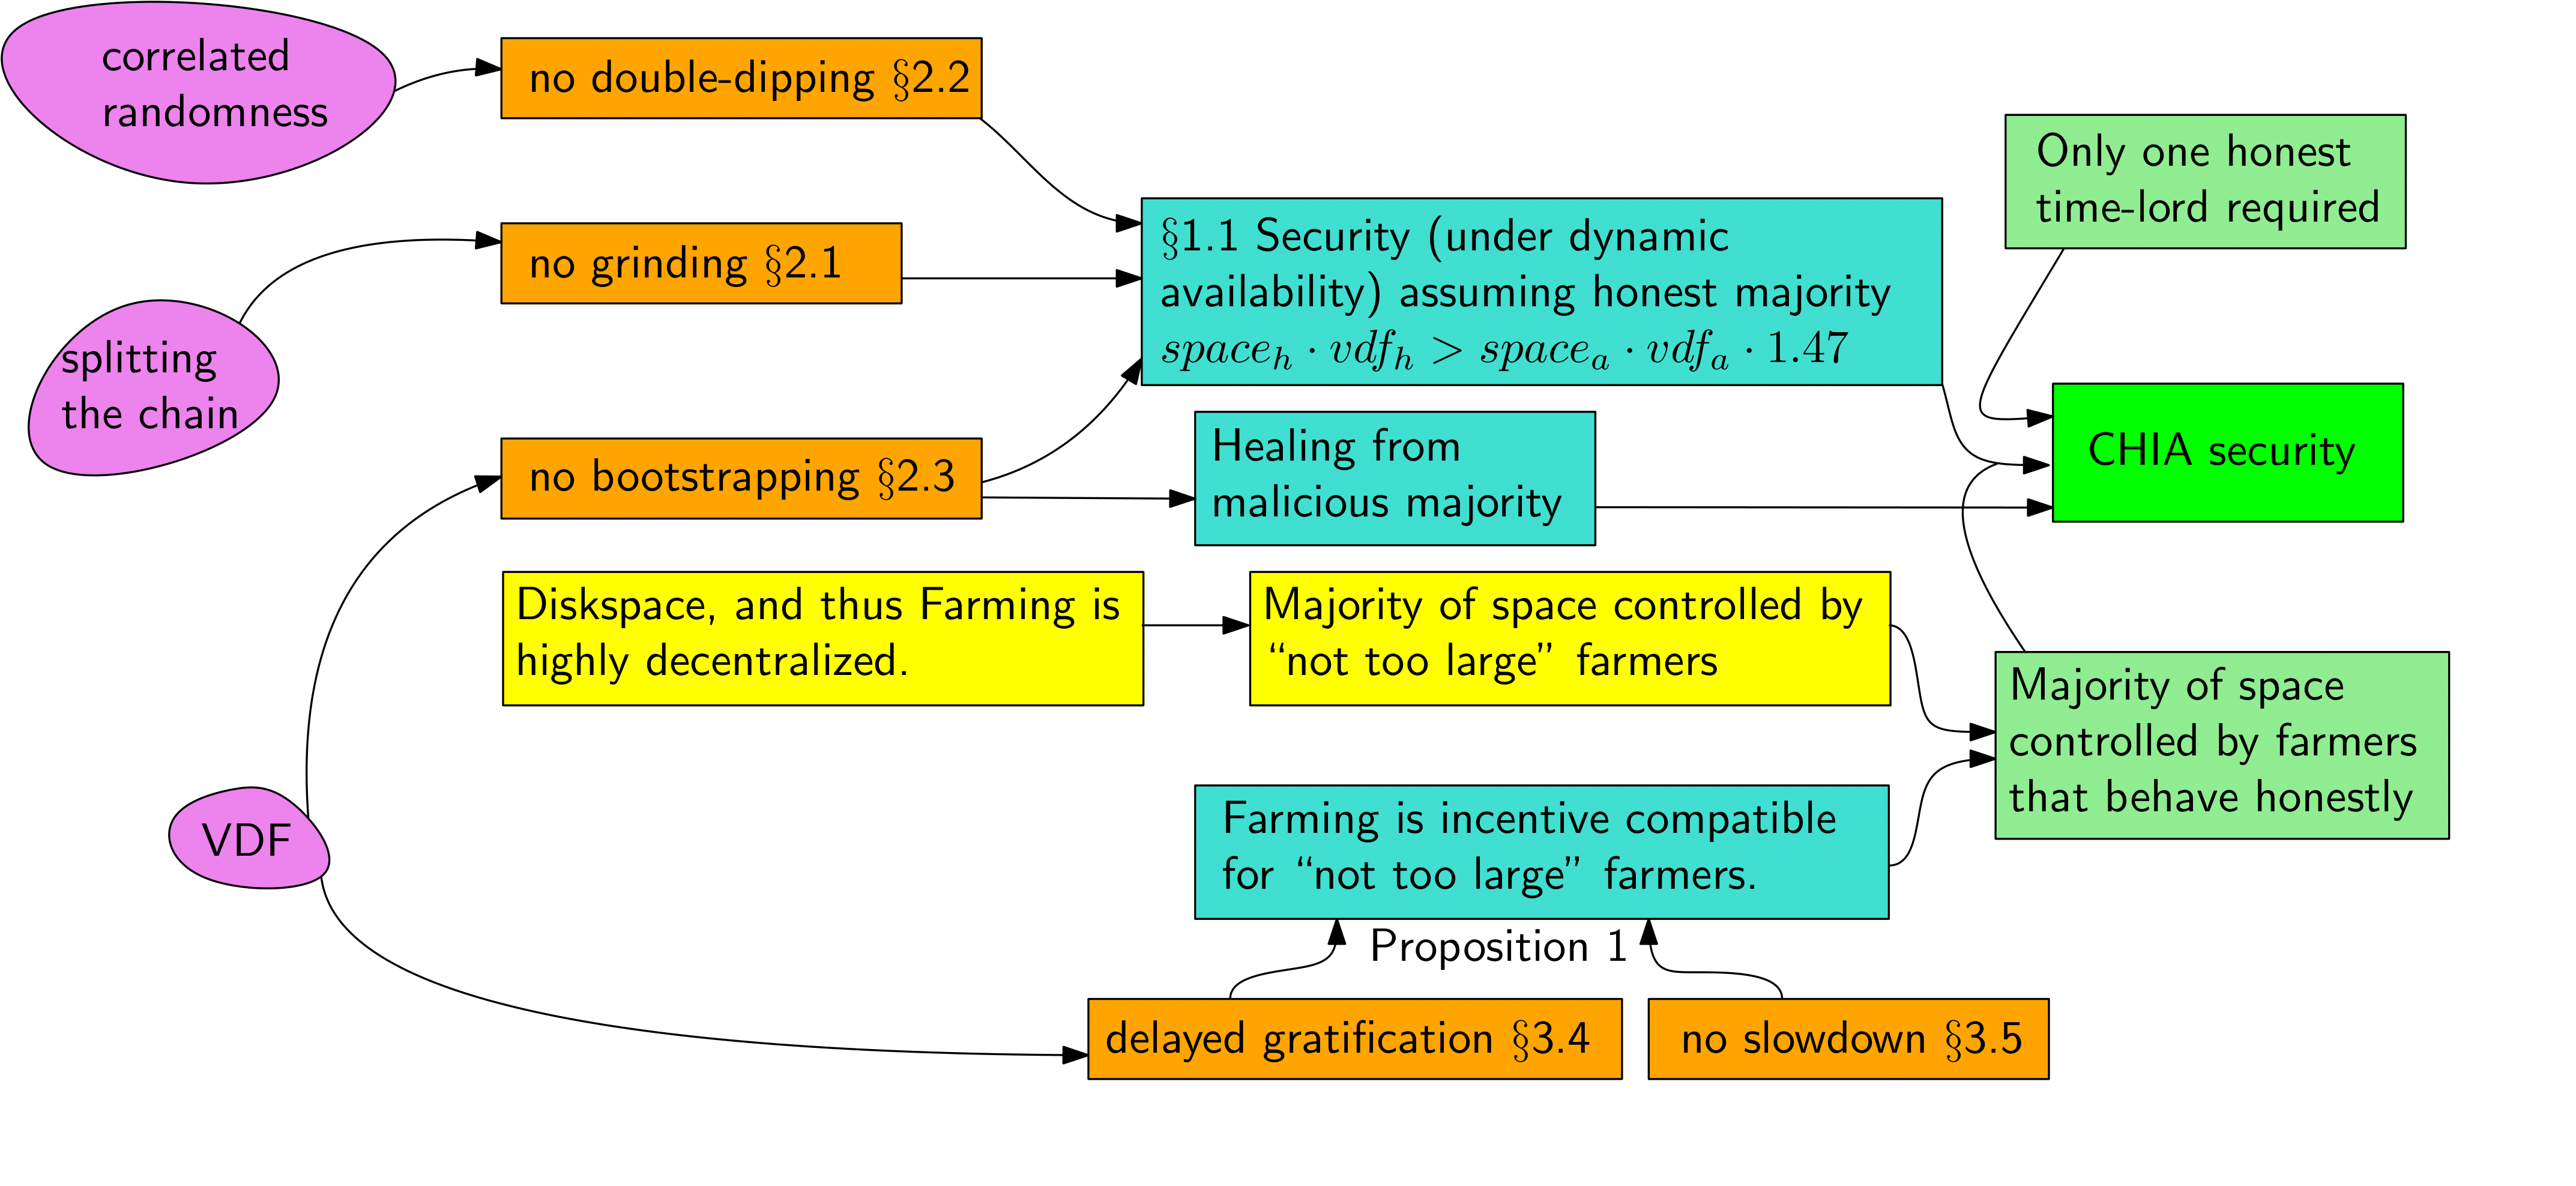 correlated
randomness
no double-dipping §2.2
splitting
the chain
no grinding §2.1
§1.1 Security (under dynamic
availability) assuming honest majority
space_h · vdf_h > space_a · vdf_a · 1.47
Only one honest
time-lord required
CHIA security
no bootstrapping §2.3
Healing from
malicious majority
Diskspace, and thus Farming is
highly decentralized.
Majority of space controlled by
“not too large” farmers
Majority of space
controlled by farmers
that behave honestly
VDF
Farming is incentive compatible
for “not too large” farmers.
Proposition 1
delayed gratification §3.4
no slowdown §3.5